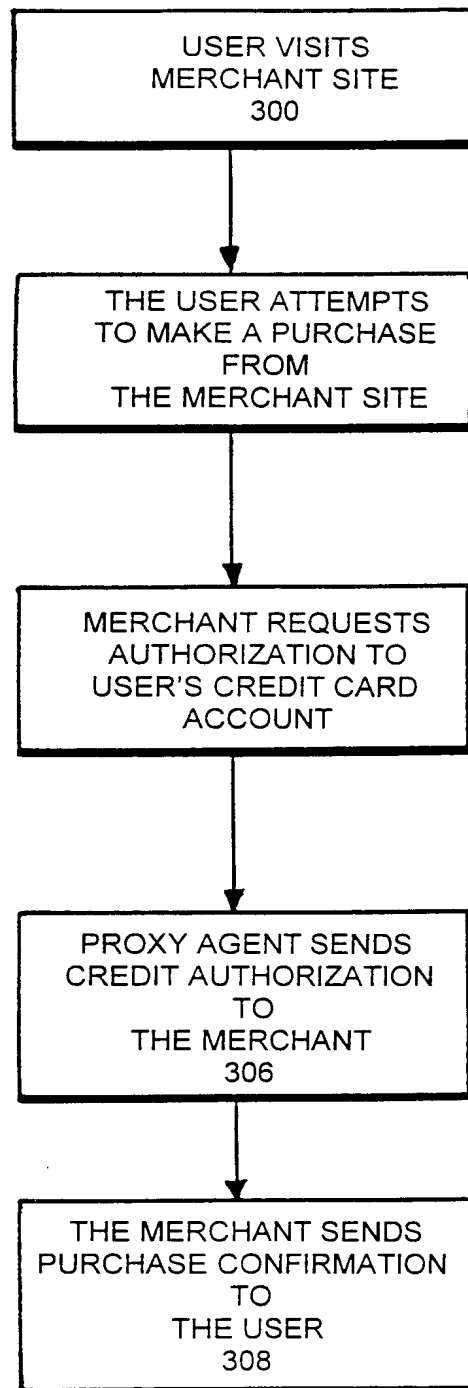 USER VISITS
MERCHANT SITE
300
THE USER ATTEMPTS
TO MAKE A PURCHASE
FROM
THE MERCHANT SITE
MERCHANT REQUESTS
AUTHORIZATION TO
USER'S CREDIT CARD
ACCOUNT
PROXY AGENT SENDS
CREDIT AUTHORIZATION
TO
THE MERCHANT
306
THE MERCHANT SENDS
PURCHASE CONFIRMATION
TO
THE USER
308